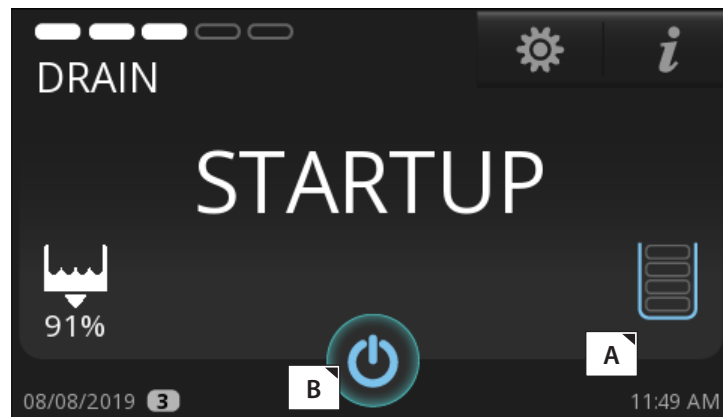 DRAIN
i
STARTUP
91%
A
B
08/08/2019 3
11:49 AM